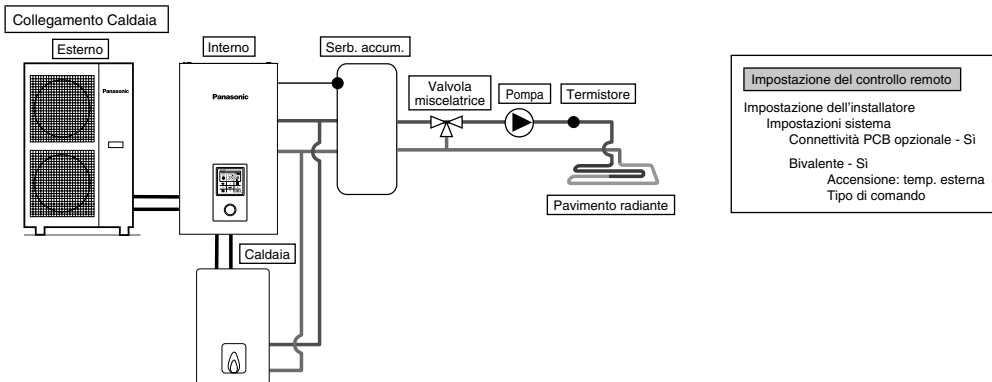 Collegamento Caldaia
Esterno
Interno
Serb. accum.
Valvola
miscelatrice
Pompa
Termistore
Panasonic
Panasonic
Caldaia
Pavimento radiante
Impostazione del controllo remoto
Impostazione dell'installatore
Impostazioni sistema
Connettività PCB opzionale - Sì
Bivalente - Sì
Accensione: temp. esterna
Tipo di comando